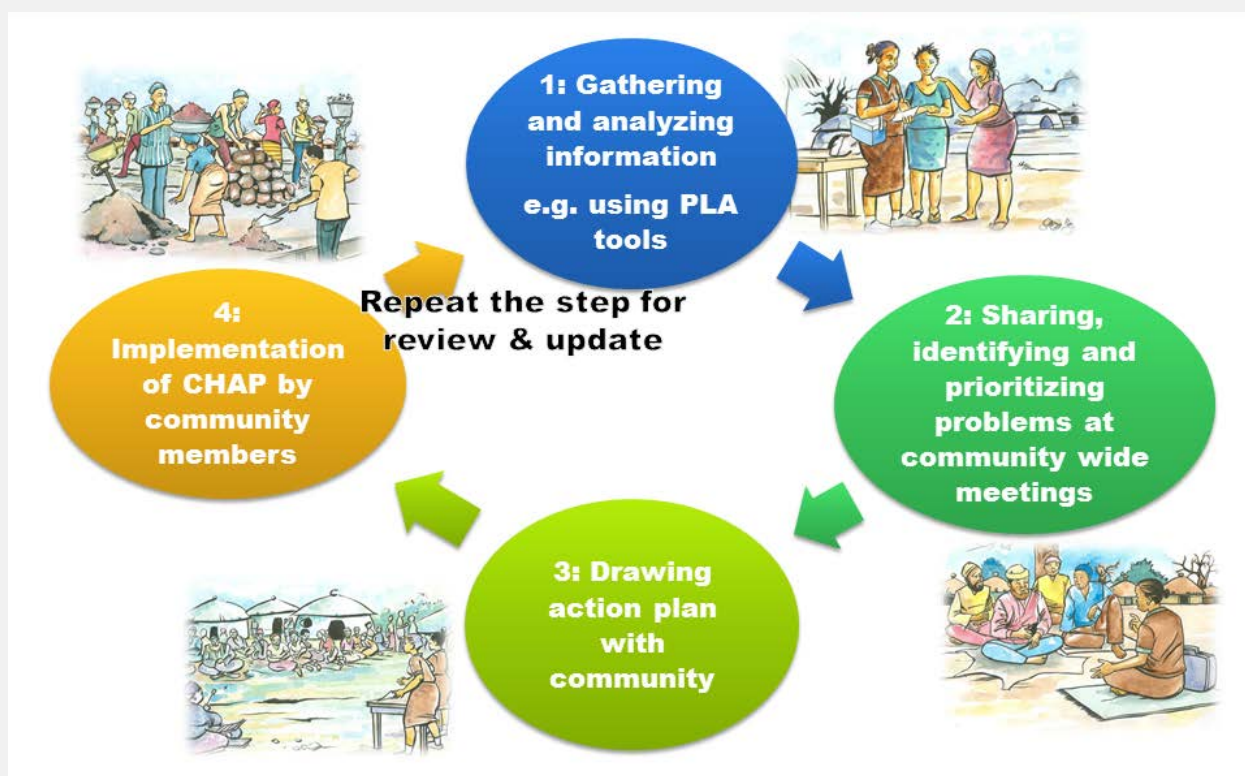 1: Gathering
and analyzing
information
e.g. using PLA
tools
2: Sharing,
identifying and
prioritizing
problems at
community wide
meetings
3: Drawing
action plan
with
community
4:
Implementation
of CHAP by
community
members
Repeat the step for
review & update